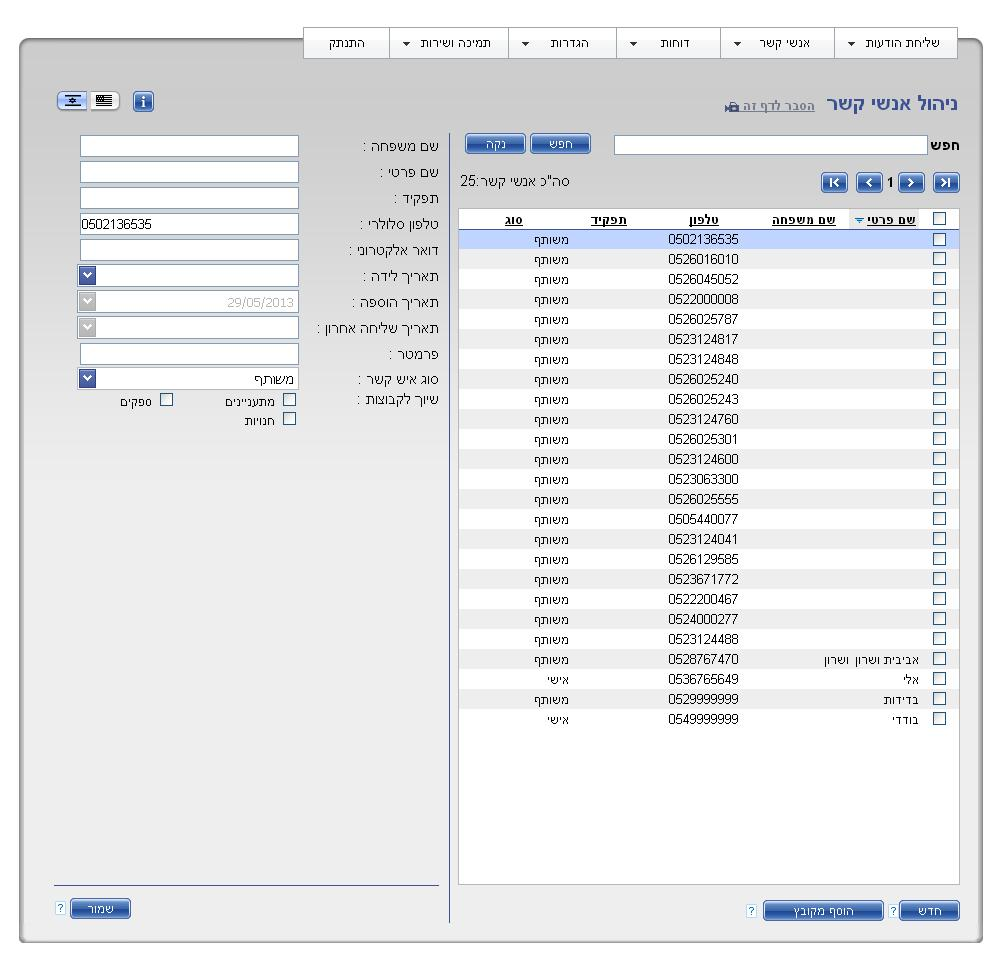 שליחת הודעות אנשי קשר דוחות הגדרות תמיכה ושירות התנתק
ניהול אנשי קשר הסבר לדף זה
חפש חפש נקה
1 סה"כ אנשי קשר:25
שם פרטי שם משפחה טלפון תפקיד סוג
0502136535 משותף
0526016010 משותף
0526045052 משותף
0522000008 משותף
0526025787 משותף
0523124817 משותף
0523124848 משותף
0526025240 משותף
0526025243 משותף
0523124760 משותף
0526025301 משותף
0523124600 משותף
0523063300 משותף
0526025555 משותף
0505440077 משותף
0523124041 משותף
0526129585 משותף
0523671772 משותף
0522200467 משותף
0524000277 משותף
0523124488 משותף
אביבית ושרון ושרון 0528767470 משותף
אלי 0536765649 אישי
בדידות 0529999999 משותף
בודדי 0549999999 אישי
חדש ? הוסף מקובץ ?
i
שם משפחה :
שם פרטי :
תפקיד :
טלפון סלולרי : 0502136535
דואר אלקטרוני :
תאריך לידה :
תאריך הוספה : 29/05/2013
תאריך שליחה אחרון :
פרמטר :
סוג איש קשר : משותף
שיוך לקבוצות : מתעניינים ספקים
חנויות
שמור ?